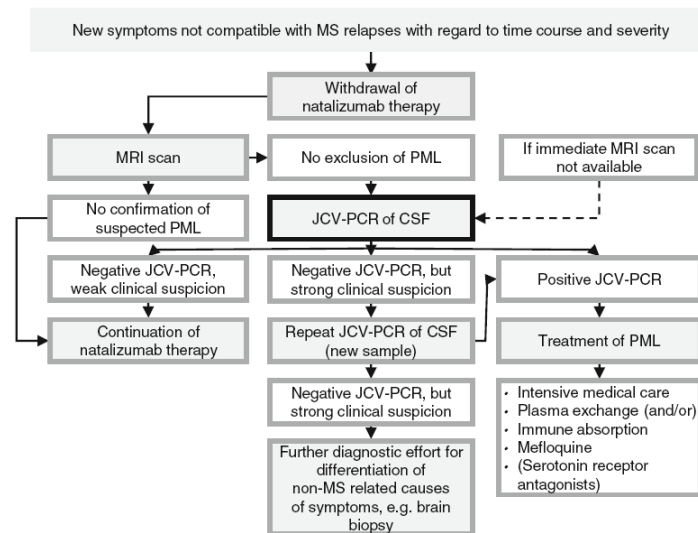 New symptoms not compatible with MS relapses with regard to time course and severity
Withdrawal of
natalizumab therapy
MRI scan
No exclusion of PML
If immediate MRI scan
not available
No confirmation of
suspected PML
JCV-PCR of CSF
Negative JCV-PCR,
weak clinical suspicion
Negative JCV-PCR, but
strong clinical suspicion
Positive JCV-PCR
Continuation of
natalizumab therapy
Repeat JCV-PCR of CSF
(new sample)
Treatment of PML
Negative JCV-PCR, but
strong clinical suspicion
· Intensive medical care
· Plasma exchange (and/or)
· Immune absorption
· Mefloquine
· (Serotonin receptor
antagonists)
Further diagnostic effort for
differentiation of
non-MS related causes
of symptoms, e.g. brain
biopsy